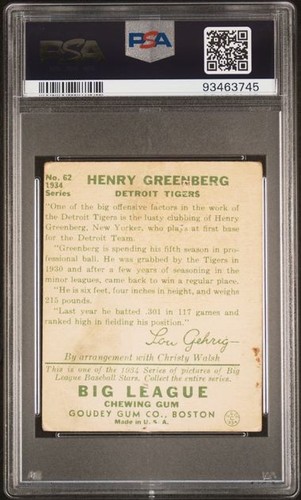 PSA
PSA
93463745
No. 62
1934
Series
HENRY GREENBERG
DETROIT TIGERS
"One of the big offensive factors in the work of
the Detroit Tigers is the lusty clubbing of Henry
Greenberg, New Yorker, who plays at first base
for the Detroit Team.
"Greenberg is spending his fifth season in pro-
fessional ball. He was grabbed by the Tigers in
1930 and after a few years of seasoning in the
minor leagues, came back to win a regular place.
"He is six feet, four inches in height, and weighs
215 pounds.
"Last year he batted .301 in 117 games and
ranked high in fielding his position."
Lou Gehrig
By arrangement with Christy Walsh
This is one of the 1934 Series of pictures of Big
League Baseball Stars. Collect the entire series.
BIG LEAGUE
CHEWING GUM
GOUDEY GUM CO., BOSTON
Made in U. S. A.